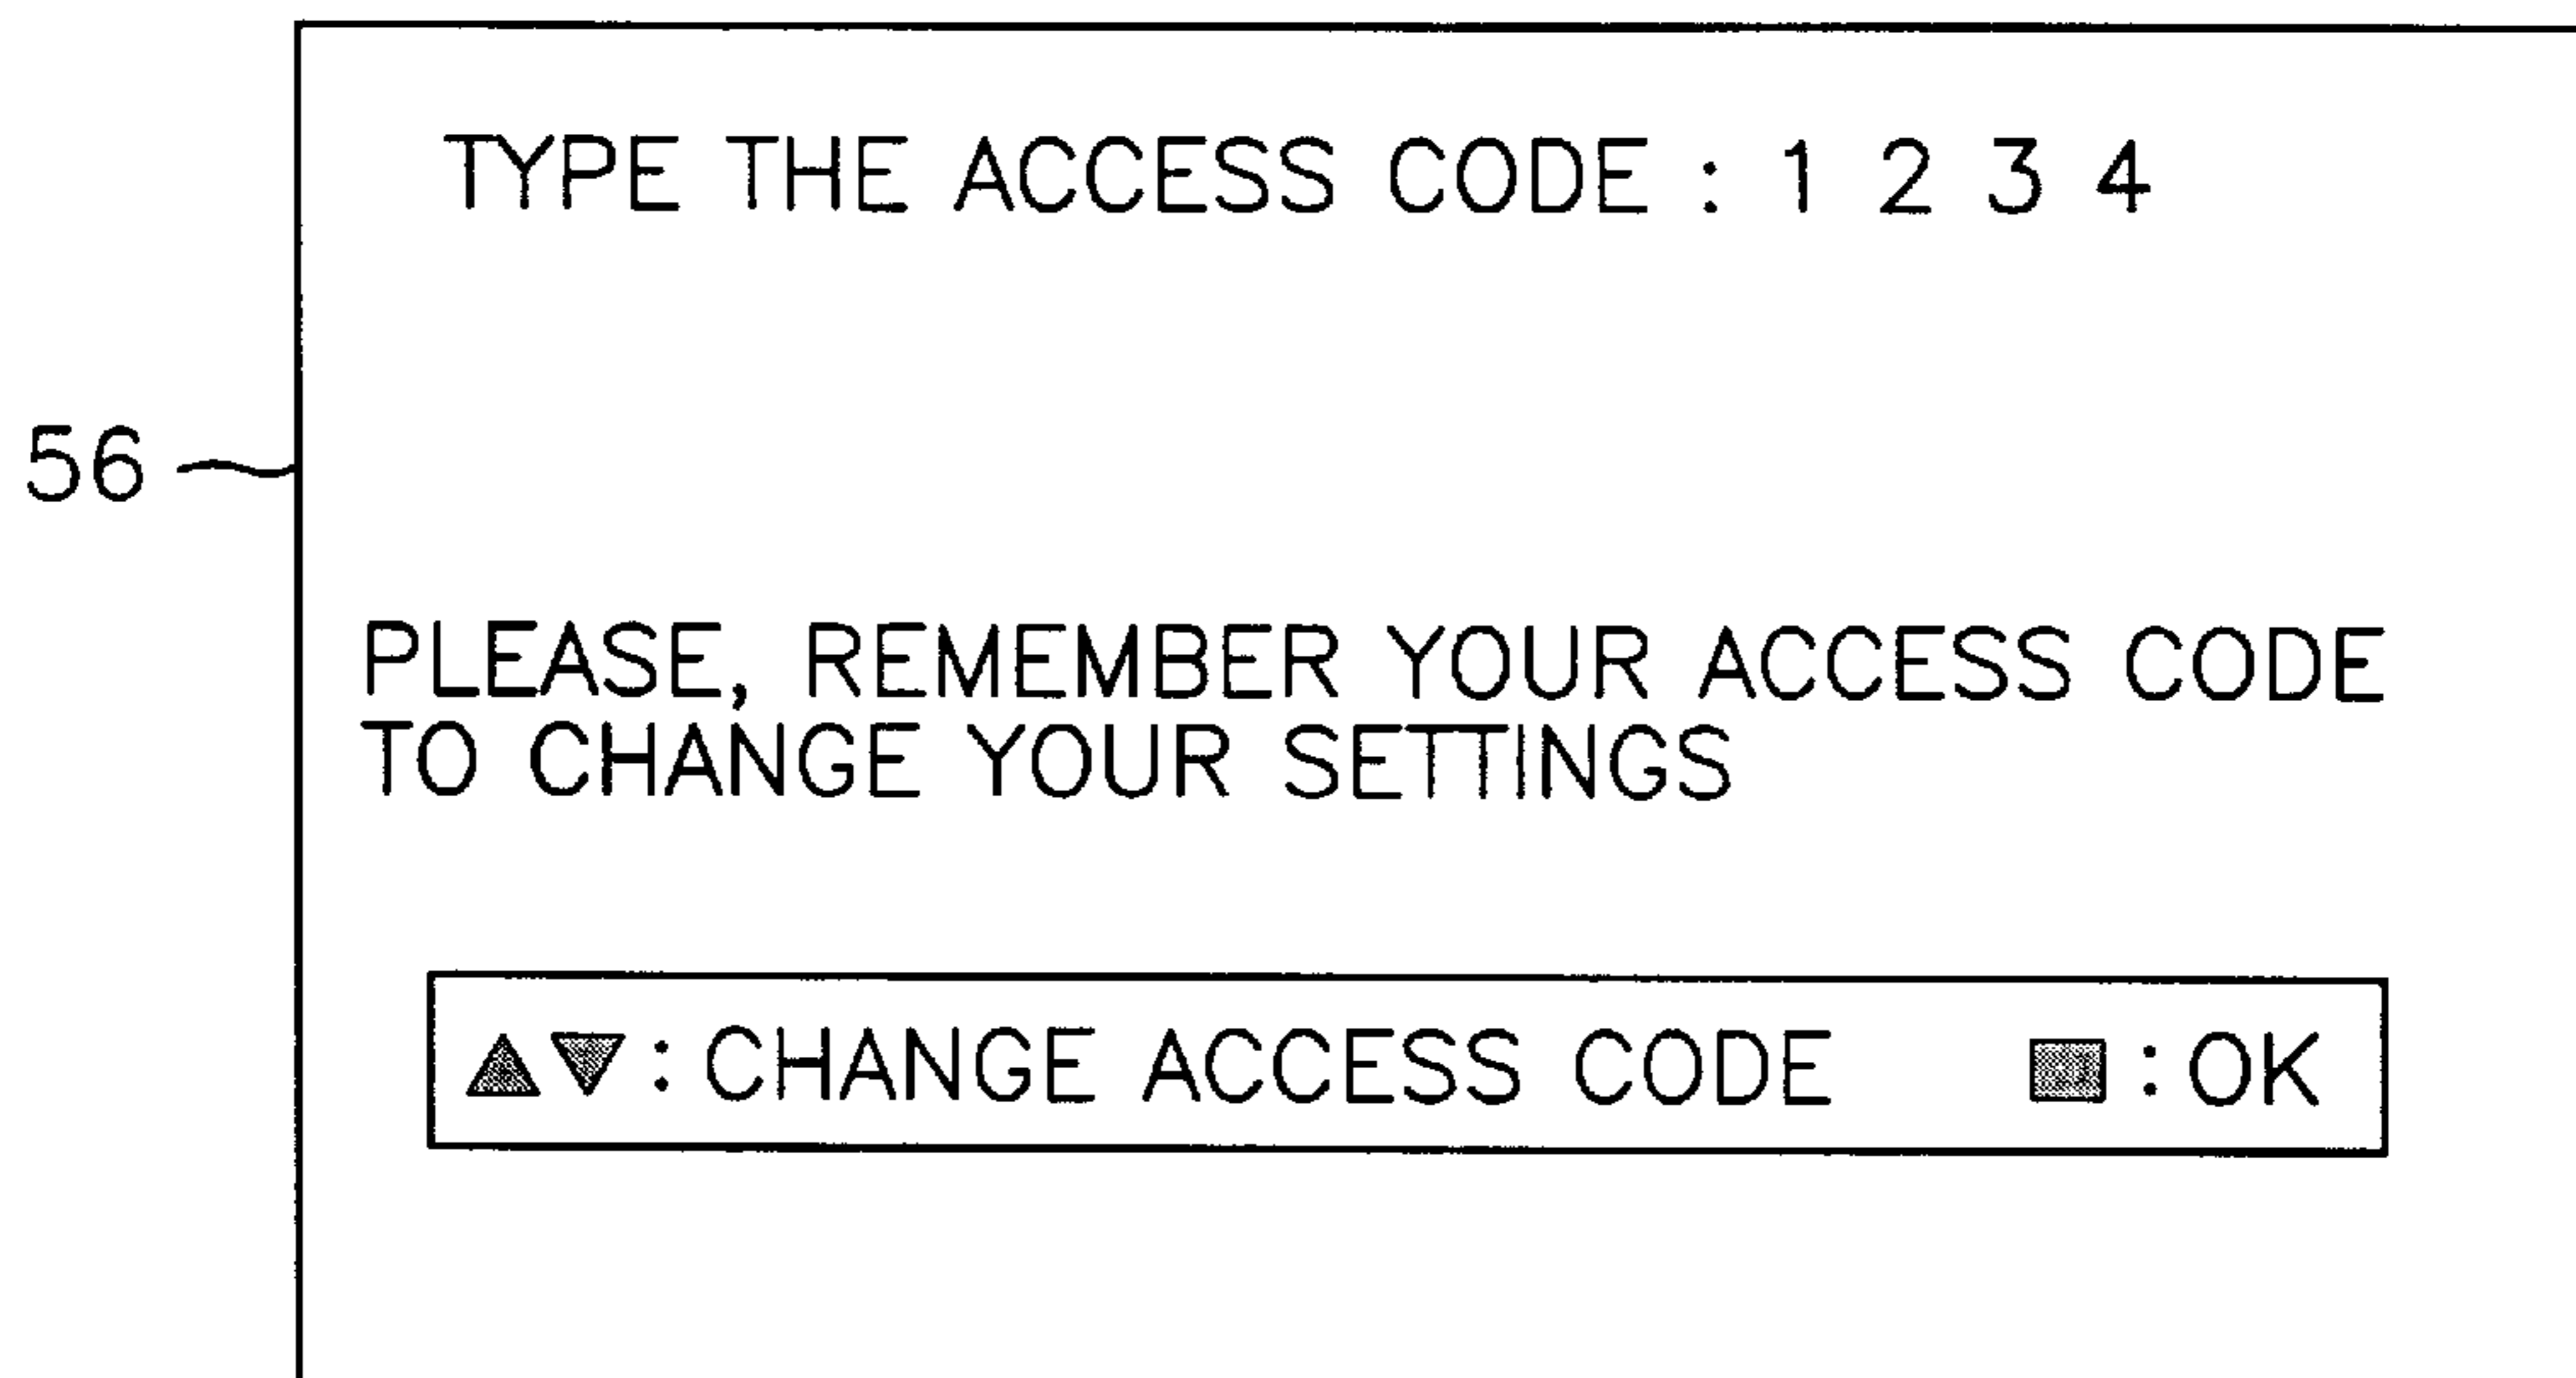 TYPE THE ACCESS CODE : 1 2 3 4
56
PLEASE, REMEMBER YOUR ACCESS CODE
TO CHANGE YOUR SETTINGS
▲▼: CHANGE ACCESS CODE ■: OK